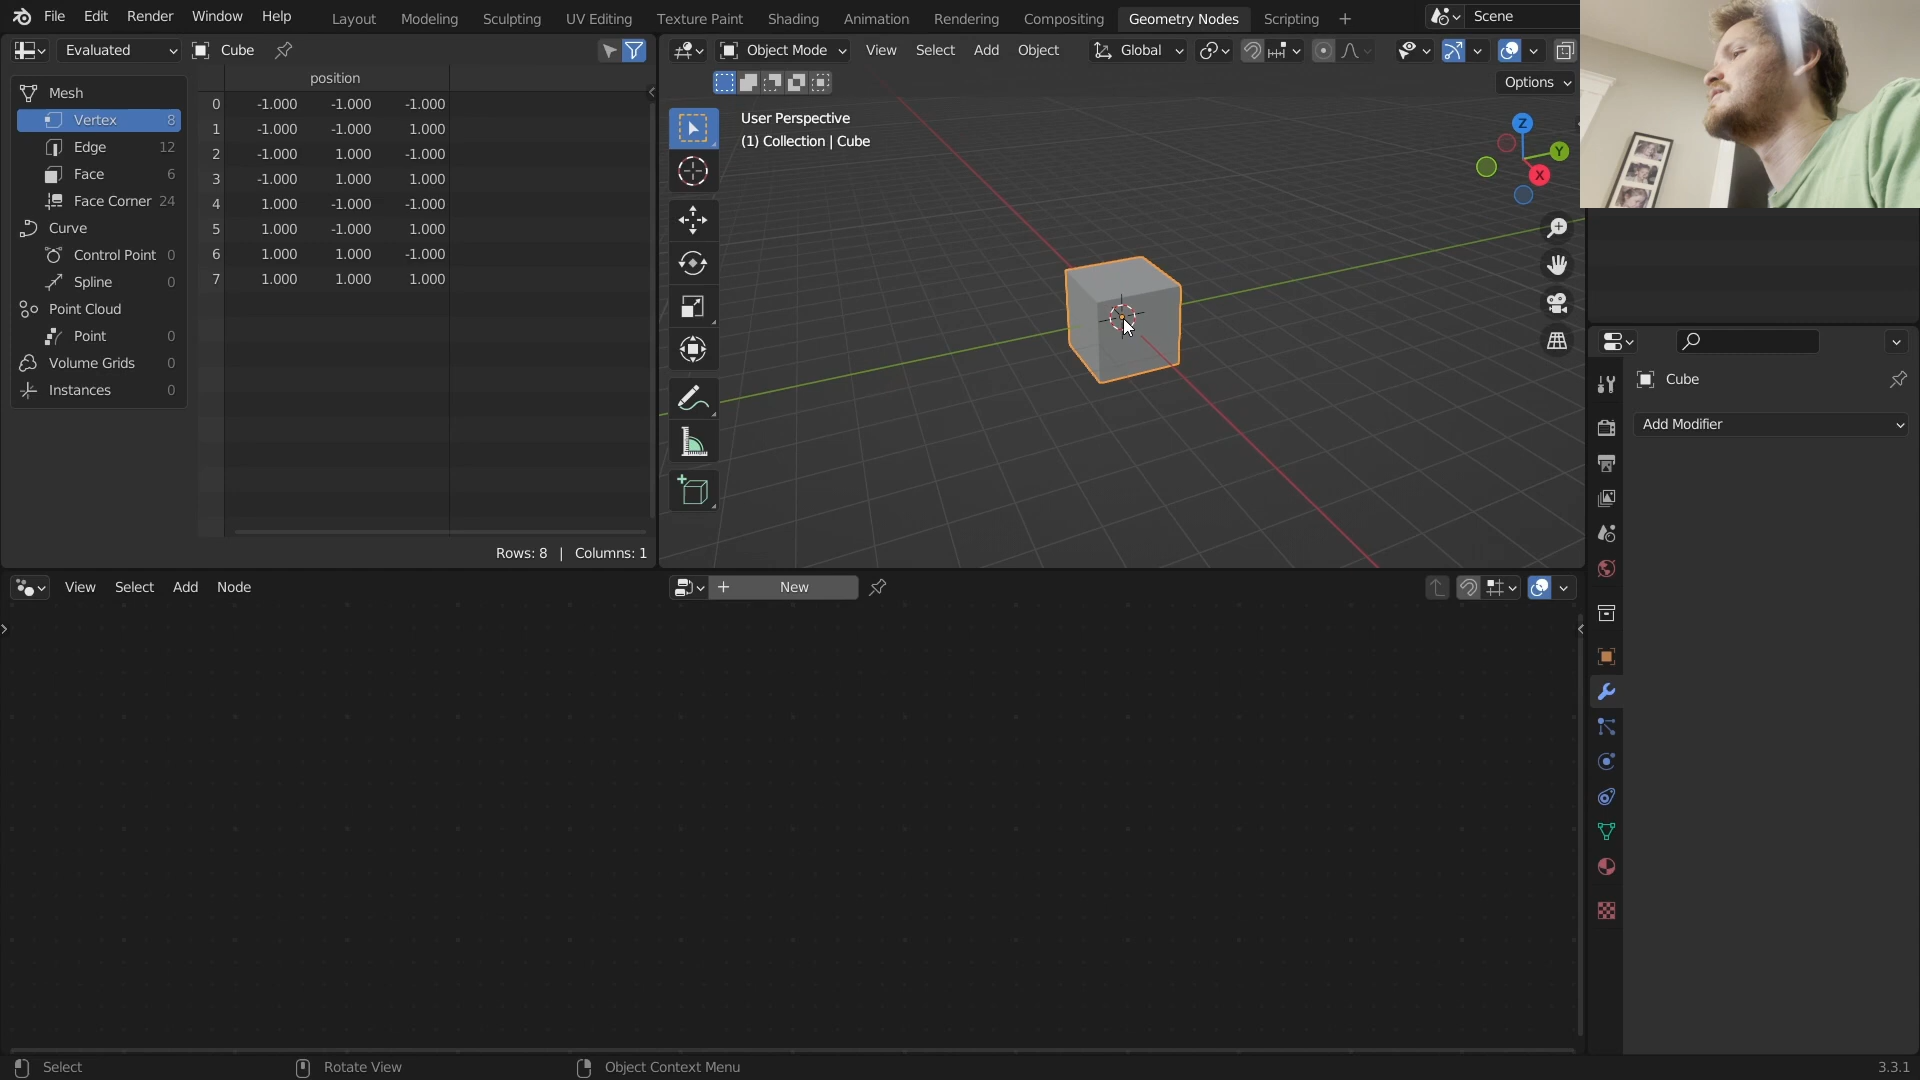 File Edit Render Window Help Layout Modeling Sculpting UV Editing Texture Paint Shading Animation Rendering Compositing Geometry Nodes Scripting + Scene
Evaluated Cube
Object Mode View Select Add Object Global
position
Options
Mesh
Vertex 8
Edge 12
Face 6
Face Corner 24
Curve
Control Point 0
Spline 0
Point Cloud
Point 0
Volume Grids 0
Instances 0
0 -1.000 -1.000 -1.000
1 -1.000 -1.000 1.000
2 -1.000 1.000 -1.000
3 -1.000 1.000 1.000
4 1.000 -1.000 -1.000
5 1.000 -1.000 1.000
6 1.000 1.000 -1.000
7 1.000 1.000 1.000
Rows: 8 | Columns: 1
User Perspective
(1) Collection | Cube
Z
Y
X
Cube
Add Modifier
View Select Add Node
+ New
Select Rotate View Object Context Menu 3.3.1